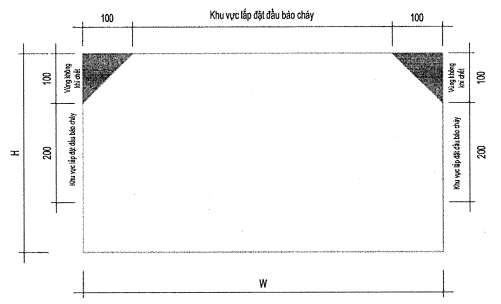 100
Khu vực lắp đặt đầu báo cháy
100
100
Vùng không
khí chết
200
Khu vực lắp đặt đầu báo cháy
H
Vùng không
khí chết
100
Khu vực lắp đặt đầu báo cháy
200
W